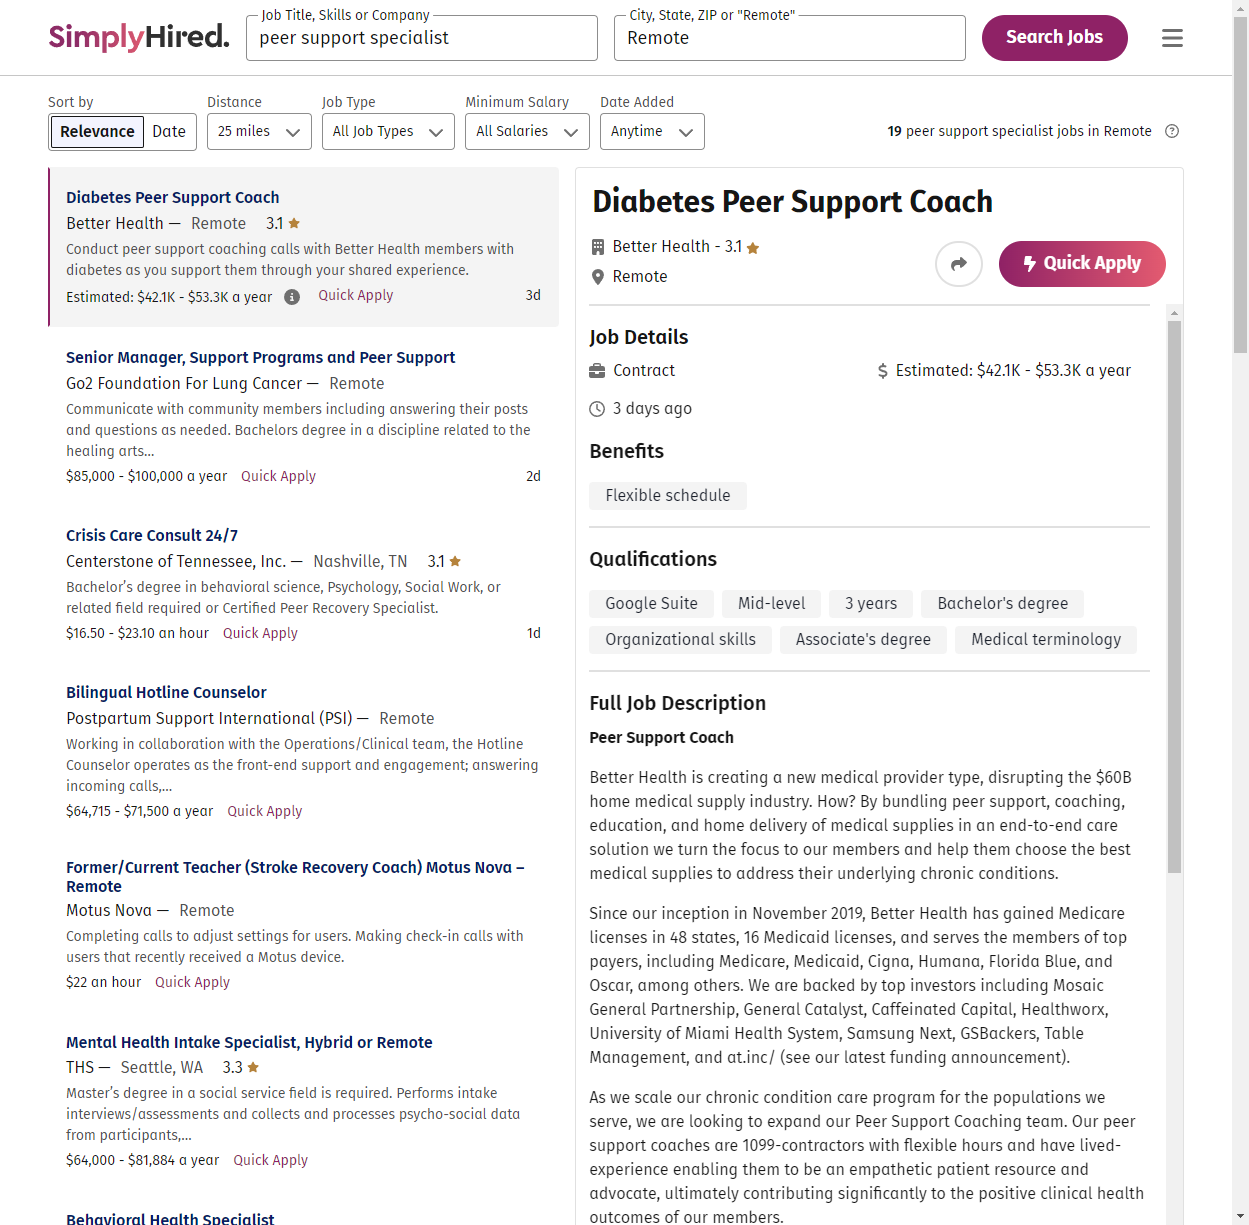 SimplyHired.
Job Title, Skills or Company
peer support specialist
City, State, ZIP or "Remote"
Remote
Search Jobs
Sort by
Relevance
Date
Distance
25 miles
Job Type
All Job Types
Minimum Salary
All Salaries
Date Added
Anytime
19 peer support specialist jobs in Remote
Diabetes Peer Support Coach
Better Health — Remote 3.1
Conduct peer support coaching calls with Better Health members with
diabetes as you support them through your shared experience.
Estimated: $42.1K - $53.3K a year Quick Apply 3d
Senior Manager, Support Programs and Peer Support
Go2 Foundation For Lung Cancer — Remote
Communicate with community members including answering their posts
and questions as needed. Bachelors degree in a discipline related to the
healing arts…
$85,000 - $100,000 a year Quick Apply 2d
Crisis Care Consult 24/7
Centerstone of Tennessee, Inc. — Nashville, TN 3.1
Bachelor’s degree in behavioral science, Psychology, Social Work, or
related field required or Certified Peer Recovery Specialist.
$16.50 - $23.10 an hour Quick Apply 1d
Bilingual Hotline Counselor
Postpartum Support International (PSI) — Remote
Working in collaboration with the Operations/Clinical team, the Hotline
Counselor operates as the front-end support and engagement; answering
incoming calls,…
$64,715 - $71,500 a year Quick Apply
Former/Current Teacher (Stroke Recovery Coach) Motus Nova –
Remote
Motus Nova — Remote
Completing calls to adjust settings for users. Making check-in calls with
users that recently received a Motus device.
$22 an hour Quick Apply
Mental Health Intake Specialist, Hybrid or Remote
THS — Seattle, WA 3.3
Master’s degree in a social service field is required. Performs intake
interviews/assessments and collects and processes psycho-social data
from participants,…
$64,000 - $81,884 a year Quick Apply
Behavioral Health Specialist
Diabetes Peer Support Coach
Better Health - 3.1
Remote
Quick Apply
Job Details
Contract
Estimated: $42.1K - $53.3K a year
3 days ago
Benefits
Flexible schedule
Qualifications
Google Suite
Mid-level
3 years
Bachelor's degree
Organizational skills
Associate's degree
Medical terminology
Full Job Description
Peer Support Coach
Better Health is creating a new medical provider type, disrupting the $60B
home medical supply industry. How? By bundling peer support, coaching,
education, and home delivery of medical supplies in an end-to-end care
solution we turn the focus to our members and help them choose the best
medical supplies to address their underlying chronic conditions.
Since our inception in November 2019, Better Health has gained Medicare
licenses in 48 states, 16 Medicaid licenses, and serves the members of top
payers, including Medicare, Medicaid, Cigna, Humana, Florida Blue, and
Oscar, among others. We are backed by top investors including Mosaic
General Partnership, General Catalyst, Caffeinated Capital, Healthworx,
University of Miami Health System, Samsung Next, GSBackers, Table
Management, and at.inc/ (see our latest funding announcement).
As we scale our chronic condition care program for the populations we
serve, we are looking to expand our Peer Support Coaching team. Our peer
support coaches are 1099-contractors with flexible hours and have lived-
experience enabling them to be an empathetic patient resource and
advocate, ultimately contributing significantly to the positive clinical health
outcomes of our members.